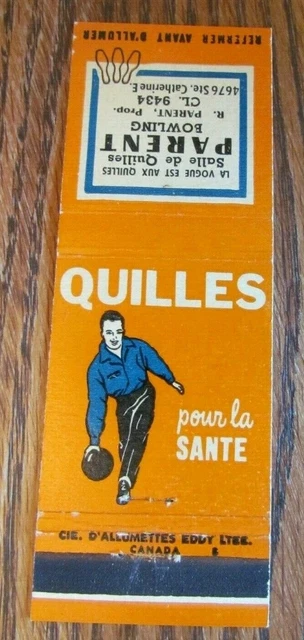 REFERMER AVANT D'ALLUMER
LA VOGUE EST AUX QUILLES
Salle de Quilles
PARENT
BOWLING
R. PARENT, Prop.
CL. 9434
4676 Ste. Catherine E.
QUILLES
pour la
SANTE
CIE. D'ALLUMETTES EDDY LTEE.
CANADA